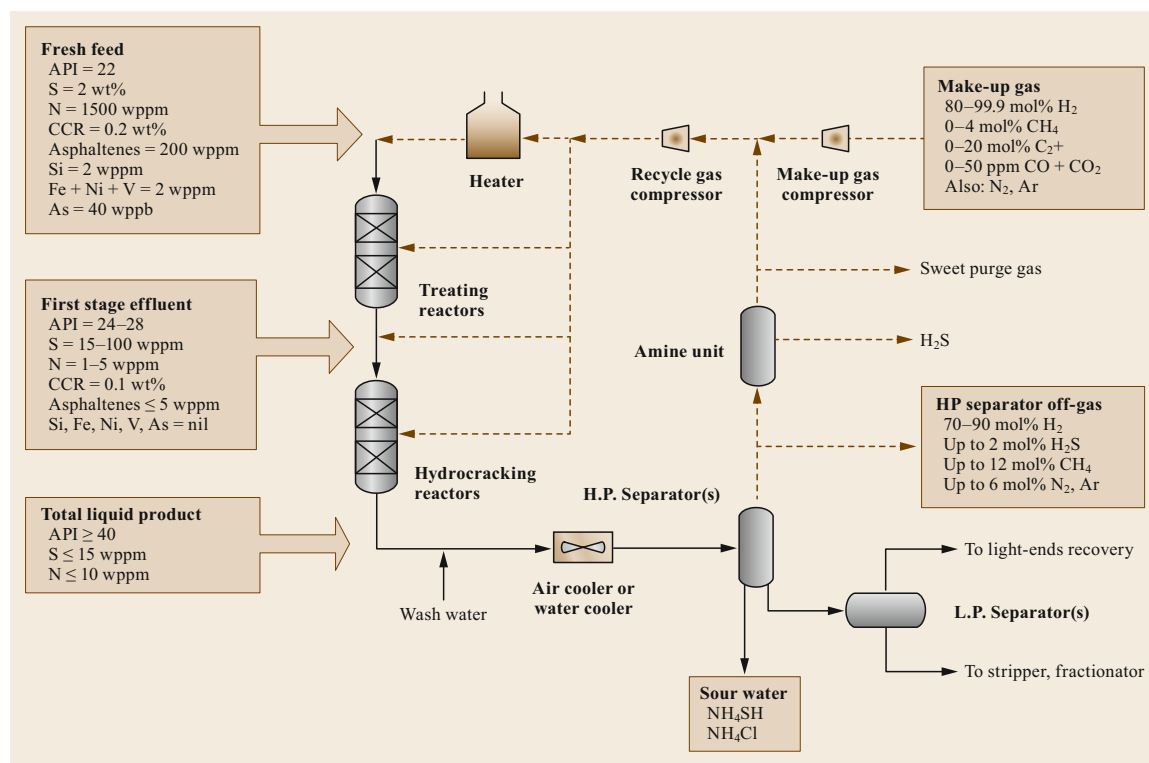 Fresh feed
API = 22
S = 2 wt%
N = 1500 wppm
CCR = 0.2 wt%
Asphaltenes = 200 wppm
Si = 2 wppm
Fe + Ni + V = 2 wppm
As = 40 wppb
Heater
Recycle gas
compressor
Make-up gas
compressor
Make-up gas
80–99.9 mol% H₂
0–4 mol% CH₄
0–20 mol% C₂+
0–50 ppm CO + CO₂
Also: N₂, Ar
First stage effluent
API = 24–28
S = 15–100 wppm
N = 1–5 wppm
CCR = 0.1 wt%
Asphaltenes ≤ 5 wppm
Si, Fe, Ni, V, As = nil
Treating
reactors
Sweet purge gas
Amine unit
H₂S
HP separator off-gas
70–90 mol% H₂
Up to 2 mol% H₂S
Up to 12 mol% CH₄
Up to 6 mol% N₂, Ar
Hydrocracking
reactors
H.P. Separator(s)
Total liquid product
API ≥ 40
S ≤ 15 wppm
N ≤ 10 wppm
Wash water
Air cooler or
water cooler
To light-ends recovery
L.P. Separator(s)
To stripper, fractionator
Sour water
NH₄SH
NH₄Cl